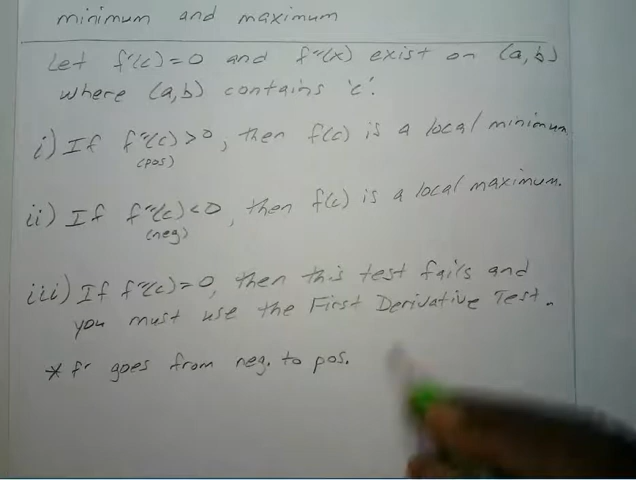 minimum and maximum
Let f'(c)=0 and f"(x) exist on (a,b)
where (a,b) contains 'c'.
i) If f"(c)>0, then f(c) is a local minimum.
(pos)
ii) If f"(c)<0, then f(c) is a local maximum.
(neg)
iii) If f"(c)=0, then this test fails and
you must use the First Derivative Test.
* f' goes from neg. to pos.